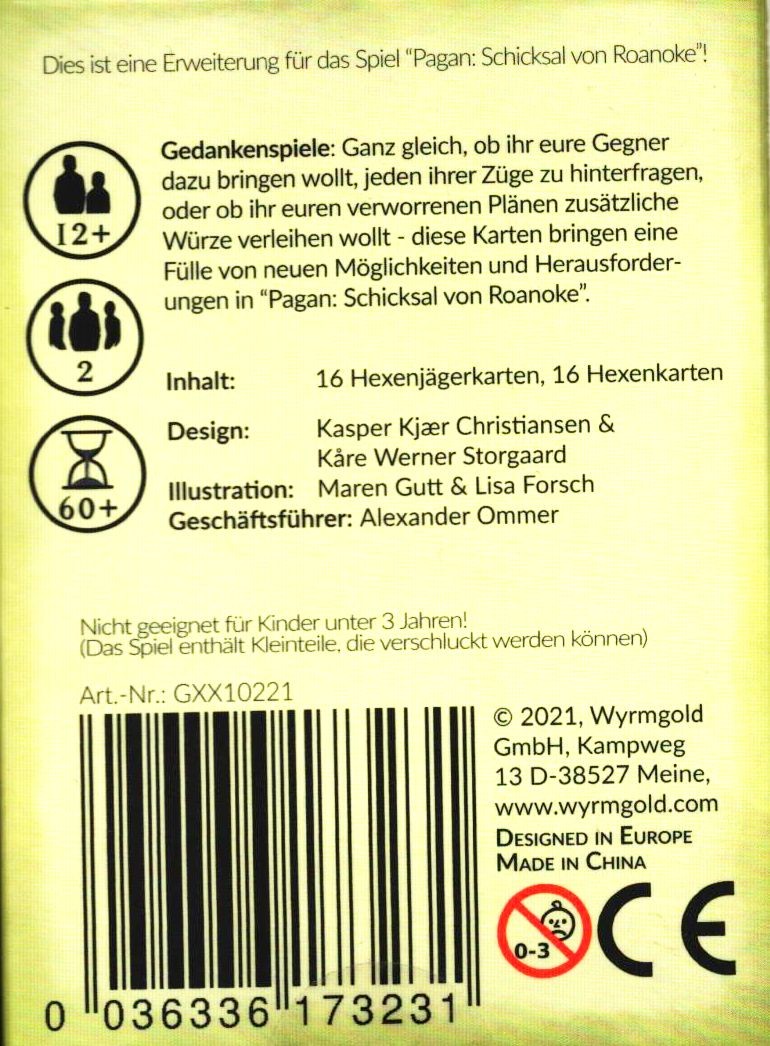 Dies ist eine Erweiterung für das Spiel “Pagan: Schicksal von Roanoke”!
12+
Gedankenspiele: Ganz gleich, ob ihr eure Gegner
dazu bringen wollt, jeden ihrer Züge zu hinterfragen,
oder ob ihr euren verworrenen Plänen zusätzliche
Würze verleihen wollt - diese Karten bringen eine
Fülle von neuen Möglichkeiten und Herausforder-
ungen in “Pagan: Schicksal von Roanoke”.
2
Inhalt: 16 Hexenjägerkarten, 16 Hexenkarten
60+
Design: Kasper Kjær Christiansen &
Kåre Werner Storgaard
Illustration: Maren Gutt & Lisa Forsch
Geschäftsführer: Alexander Ommer
Nicht geeignet für Kinder unter 3 Jahren!
(Das Spiel enthält Kleinteile, die verschluckt werden können)
Art.-Nr.: GXX10221
0 036336 173231
© 2021, Wyrmgold
GmbH, Kampweg
13 D-38527 Meine,
www.wyrmgold.com
DESIGNED IN EUROPE
MADE IN CHINA
0-3
CE